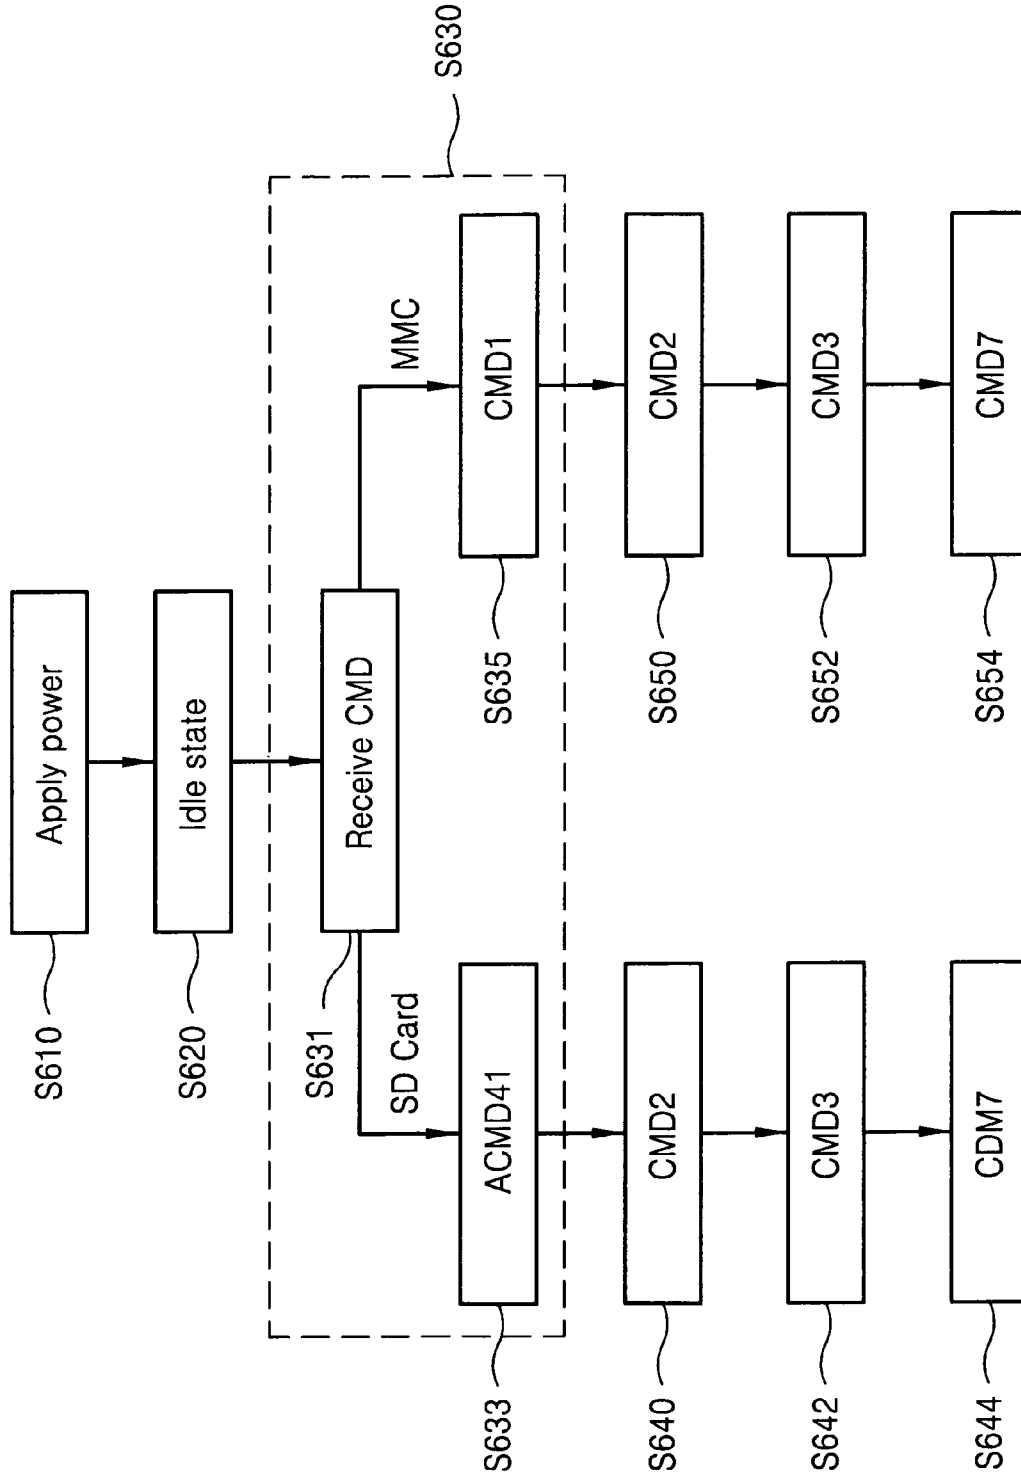 S610
Apply power
S620
Idle state
S630
S631
Receive CMD
SD Card
MMC
S633
ACMD41
S635
CMD1
S640
CMD2
S650
CMD2
S642
CMD3
S652
CMD3
S644
CDM7
S654
CMD7